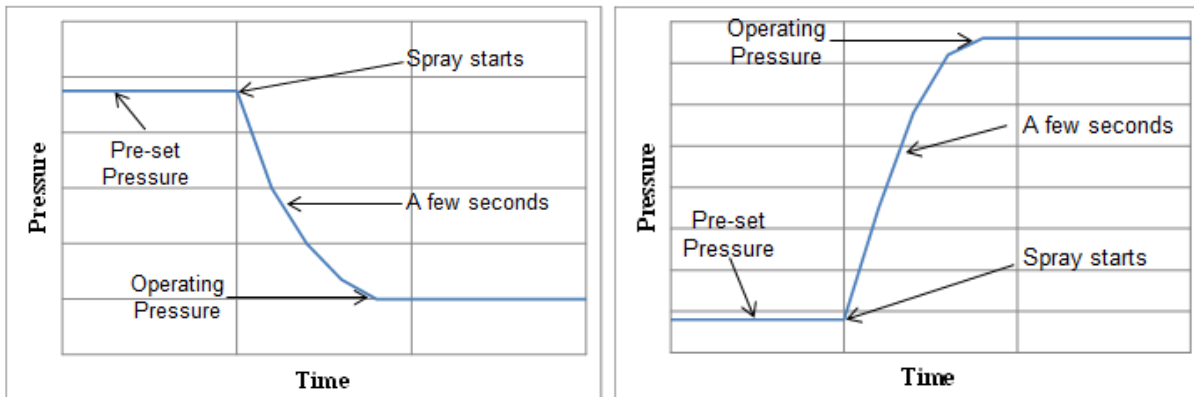 Spray starts
Pre-set
Pressure
A few seconds
Operating
Pressure
Pressure
Time
Operating
Pressure
A few seconds
Pre-set
Pressure
Spray starts
Pressure
Time